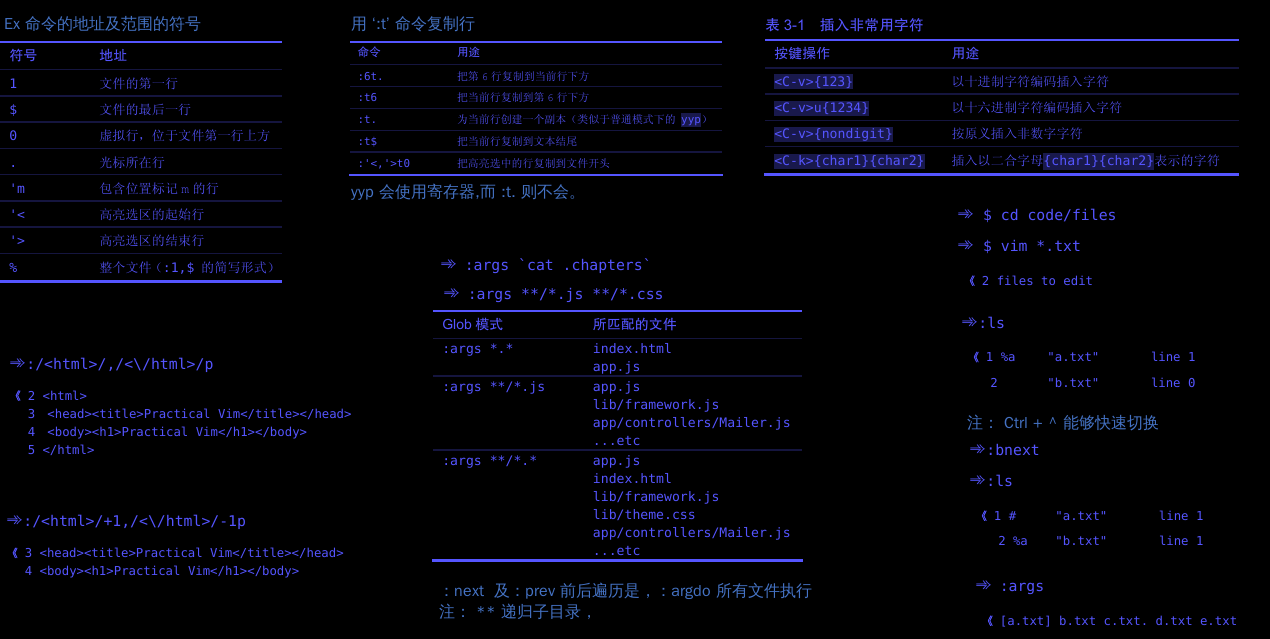 Ex 命令的地址及范围的符号
符号 地址
1 文件的第一行
$ 文件的最后一行
0 虚拟行，位于文件第一行上方
. 光标所在行
'm 包含位置标记 m 的行
'< 高亮选区的起始行
'> 高亮选区的结束行
% 整个文件（:1,$ 的简写形式）
⇒:/<html>/,/<\/html>/p
《 2 <html>
3 <head><title>Practical Vim</title></head>
4 <body><h1>Practical Vim</h1></body>
5 </html>
⇒:/<html>/+1,/<\/html>/-1p
《 3 <head><title>Practical Vim</title></head>
4 <body><h1>Practical Vim</h1></body>
用 ‘:t’ 命令复制行
命令 用途
:6t. 把第 6 行复制到当前行下方
:t6 把当前行复制到第 6 行下方
:t. 为当前行创建一个副本（类似于普通模式下的 yyp）
:t$ 把当前行复制到文本结尾
:'<,'>t0 把高亮选中的行复制到文件开头
yyp 会使用寄存器,而 :t. 则不会。
⇒ :args `cat .chapters`
⇒ :args **/*.js **/*.css
Glob 模式 所匹配的文件
:args *.* index.html
app.js
:args **/*.js app.js
lib/framework.js
app/controllers/Mailer.js
...etc
:args **/*.* app.js
index.html
lib/framework.js
lib/theme.css
app/controllers/Mailer.js
...etc
：next 及：prev 前后遍历是，：argdo 所有文件执行
注： ** 递归子目录，
表 3-1 插入非常用字符
按键操作 用途
<C-v>{123} 以十进制字符编码插入字符
<C-v>u{1234} 以十六进制字符编码插入字符
<C-v>{nondigit} 按原义插入非数字字符
<C-k>{char1}{char2} 插入以二合字母{char1}{char2}表示的字符
⇒ $ cd code/files
⇒ $ vim *.txt
《 2 files to edit
⇒:ls
《 1 %a "a.txt" line 1
2 "b.txt" line 0
注： Ctrl + ^ 能够快速切换
⇒:bnext
⇒:ls
《 1 # "a.txt" line 1
2 %a "b.txt" line 1
⇒ :args
《 [a.txt] b.txt c.txt. d.txt e.txt